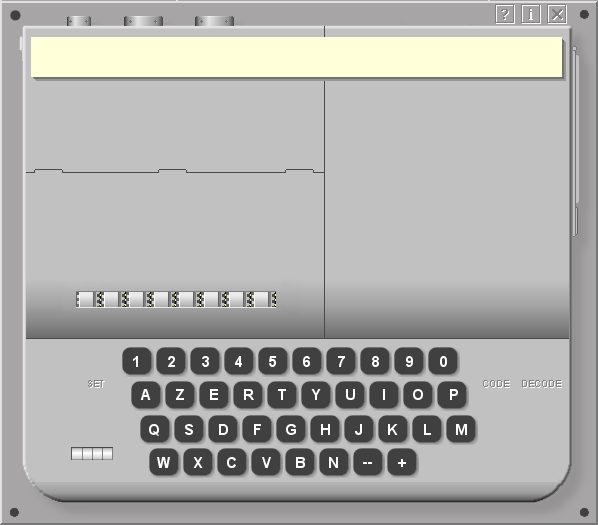 ? i X
1 2 3 4 5 6 7 8 9 0
SET A Z E R T Y U I O P CODE DECODE
Q S D F G H J K L M
W X C V B N -- +